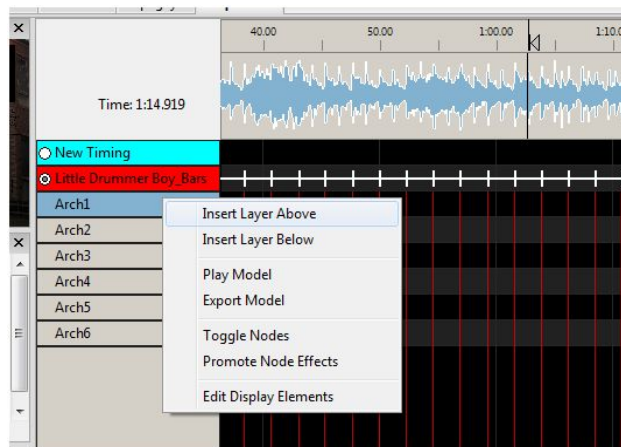 40.00 50.00 1:00.00 1:10.0
Time: 1:14.919
New Timing
Little Drummer Boy_Bars
Arch1
Arch2
Arch3
Arch4
Arch5
Arch6
Insert Layer Above
Insert Layer Below
Play Model
Export Model
Toggle Nodes
Promote Node Effects
Edit Display Elements